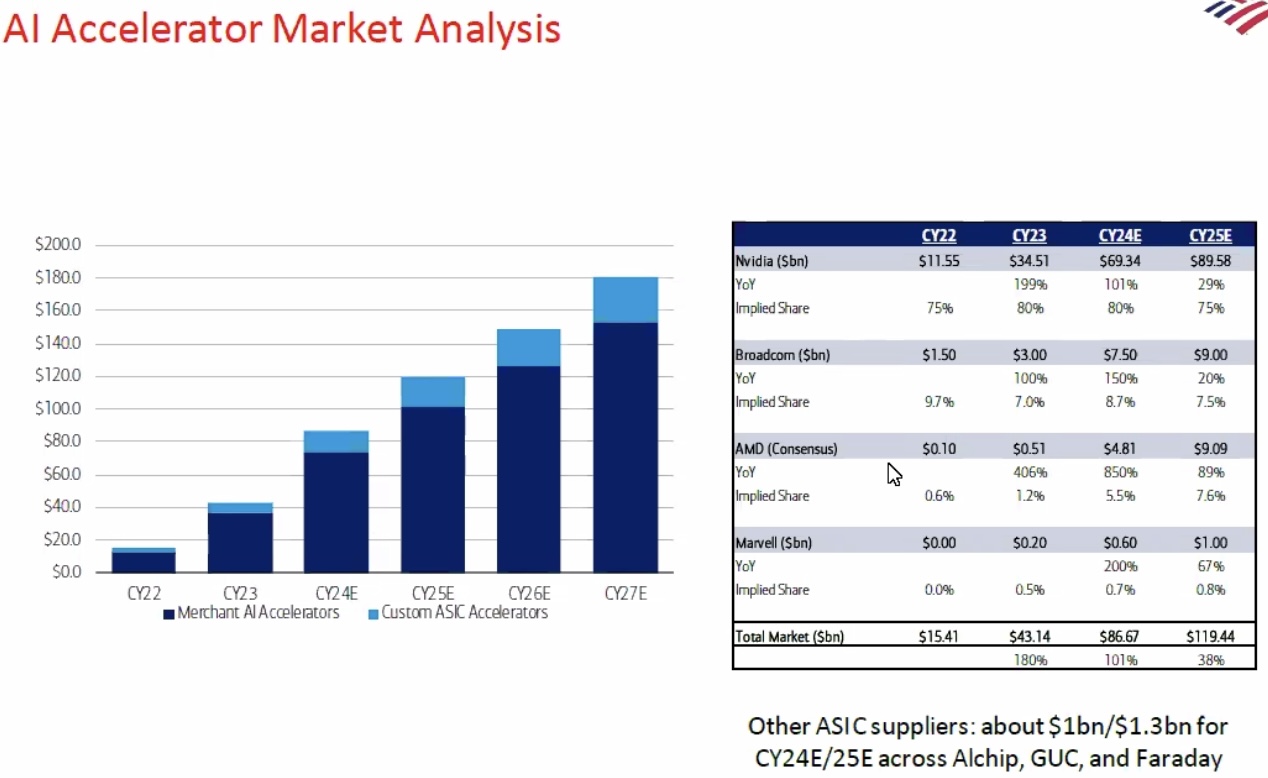 AI Accelerator Market Analysis
$200.0
$180.0
$160.0
$140.0
$120.0
$100.0
$80.0
$60.0
$40.0
$20.0
$0.0
CY22 CY23 CY24E CY25E CY26E CY27E
Merchant AI Accelerators Custom ASIC Accelerators
CY22 CY23 CY24E CY25E
Nvidia ($bn) $11.55 $34.51 $69.34 $89.58
YoY 199% 101% 29%
Implied Share 75% 80% 80% 75%
Broadcom ($bn) $1.50 $3.00 $7.50 $9.00
YoY 100% 150% 20%
Implied Share 9.7% 7.0% 8.7% 7.5%
AMD (Consensus) $0.10 $0.51 $4.81 $9.09
YoY 406% 850% 89%
Implied Share 0.6% 1.2% 5.5% 7.6%
Marvell ($bn) $0.00 $0.20 $0.60 $1.00
YoY 200% 67%
Implied Share 0.0% 0.5% 0.7% 0.8%
Total Market ($bn) $15.41 $43.14 $86.67 $119.44
180% 101% 38%
Other ASIC suppliers: about $1bn/$1.3bn for
CY24E/25E across Alchip, GUC, and Faraday